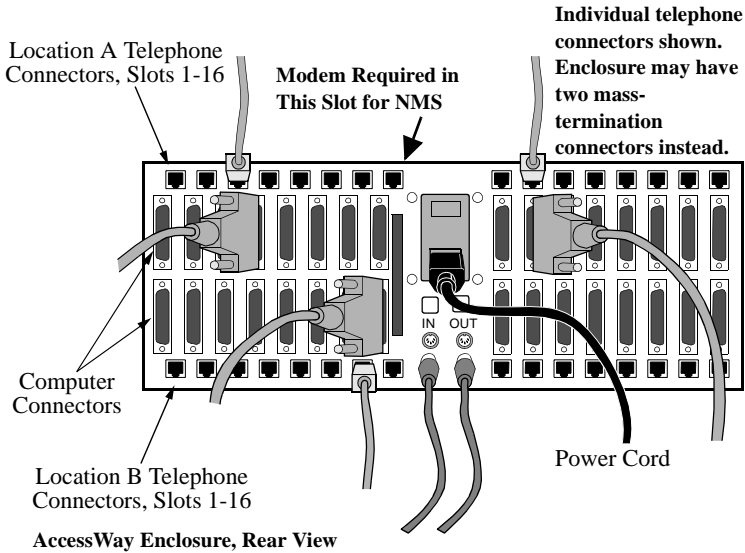 Individual telephone
connectors shown.
Enclosure may have
two mass-
termination
connectors instead.
Location A Telephone
Connectors, Slots 1-16
Modem Required in
This Slot for NMS
IN OUT
Computer
Connectors
Power Cord
Location B Telephone
Connectors, Slots 1-16
AccessWay Enclosure, Rear View